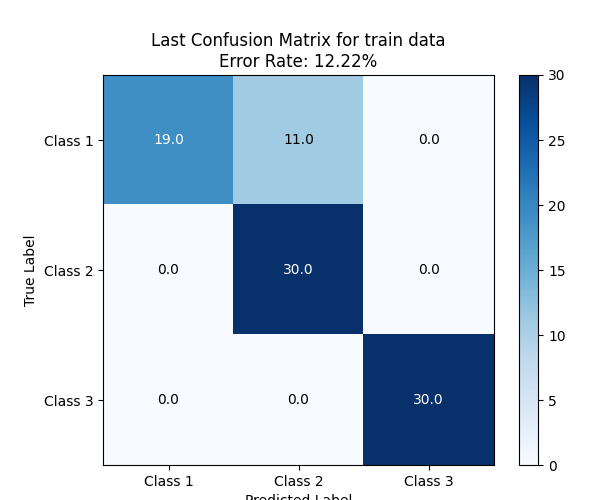 Last Confusion Matrix for train data
Error Rate: 12.22%
Class 1
19.0
11.0
0.0
Class 2
0.0
30.0
0.0
Class 3
0.0
0.0
30.0
Class 1
Class 2
Class 3
Predicted Label
True Label
30
25
20
15
10
5
0